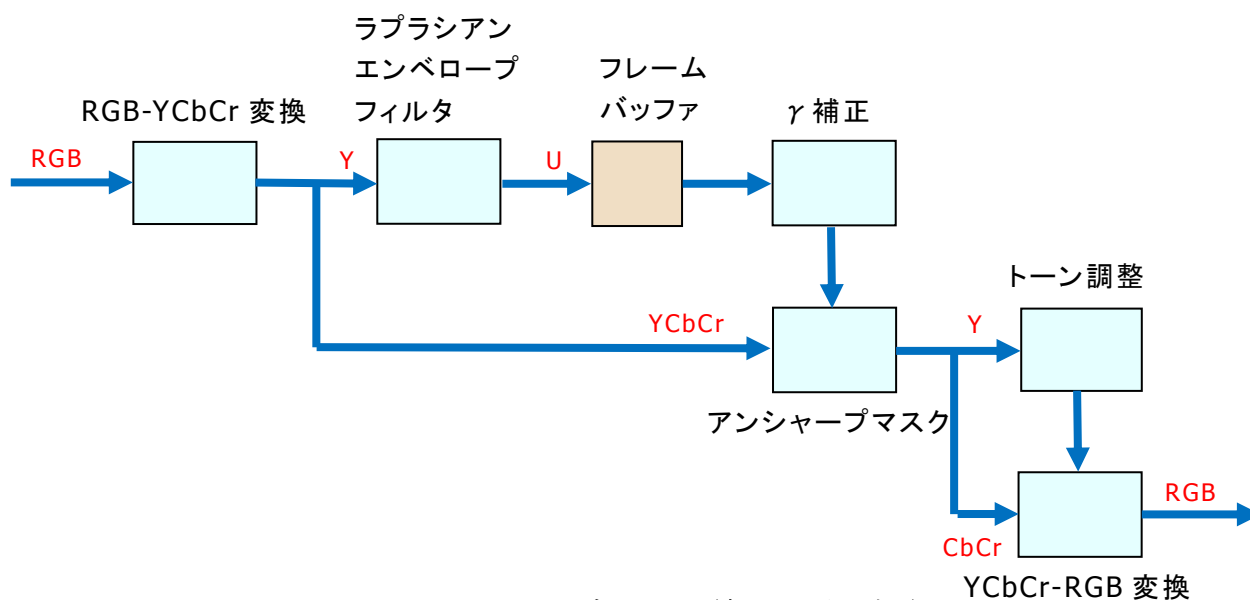 ラプラシアン
エンベロープ
フィルタ
フレーム
バッファ
RGB-YCbCr 変換
γ補正
RGB
Y
U
トーン調整
YCbCr
Y
アンシャープマスク
RGB
CbCr
YCbCr-RGB 変換